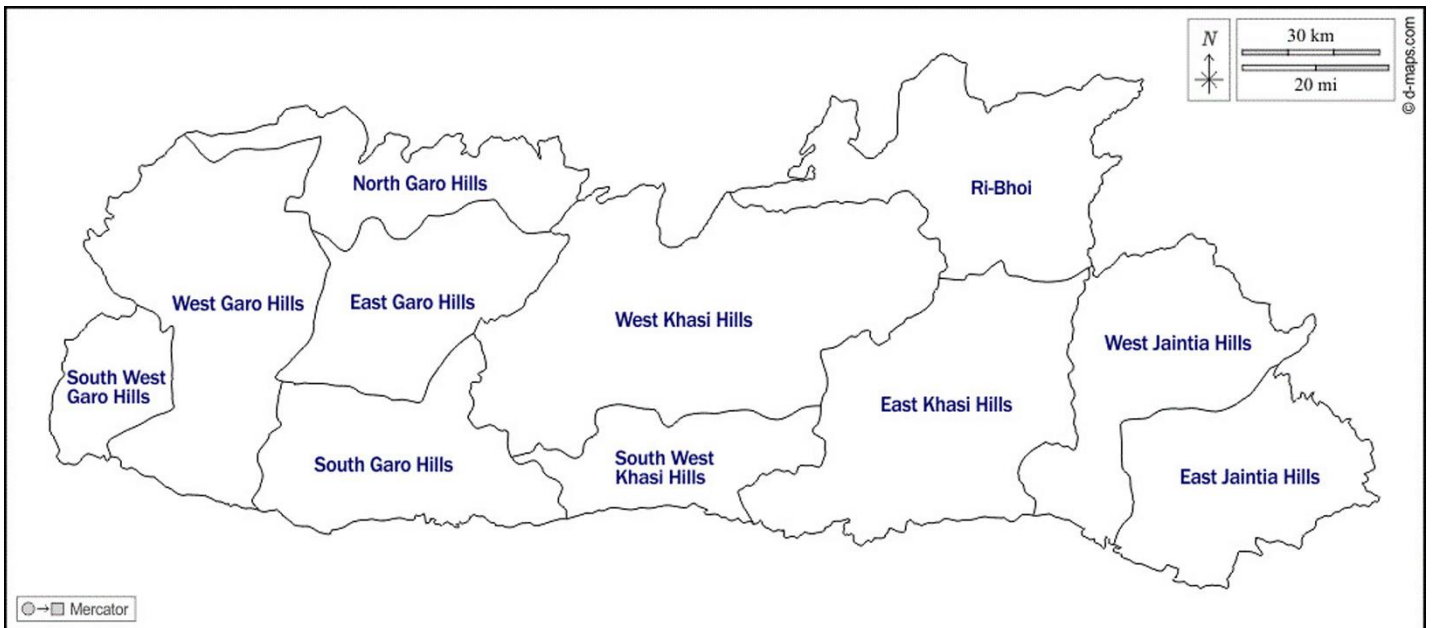 N
30 km
20 mi
© d-maps.com
North Garo Hills
Ri-Bhoi
West Garo Hills
East Garo Hills
West Khasi Hills
West Jaintia Hills
South West
Garo Hills
East Khasi Hills
South Garo Hills
South West
Khasi Hills
East Jaintia Hills
Mercator